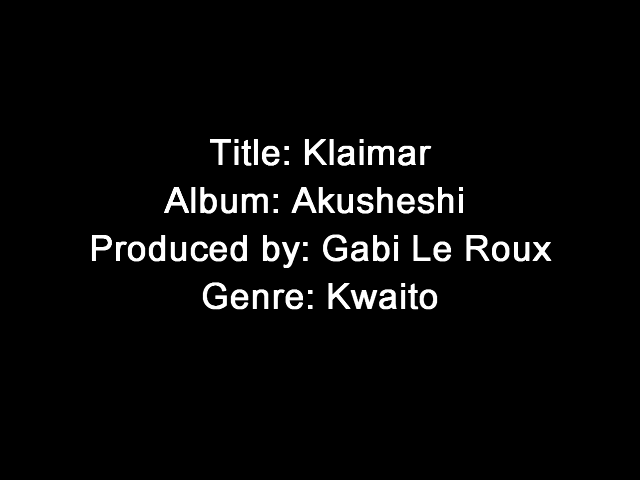 Title: Klaimar
Album: Akusheshi
Produced by: Gabi Le Roux
Genre: Kwaito